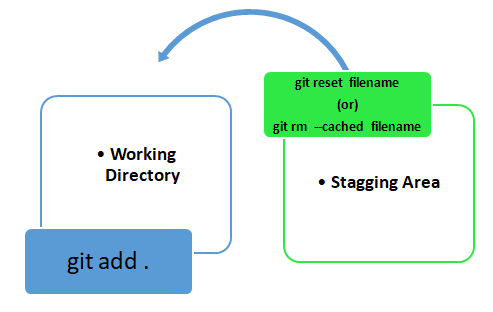 git reset filename
(or)
git rm --cached filename
• Working
Directory
• Stagging Area
git add .